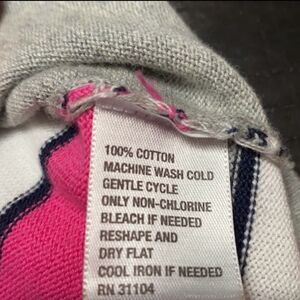 100% COTTON
MACHINE WASH COLD
GENTLE CYCLE
ONLY NON-CHLORINE
BLEACH IF NEEDED
RESHAPE AND
DRY FLAT
COOL IRON IF NEEDED
RN 31104